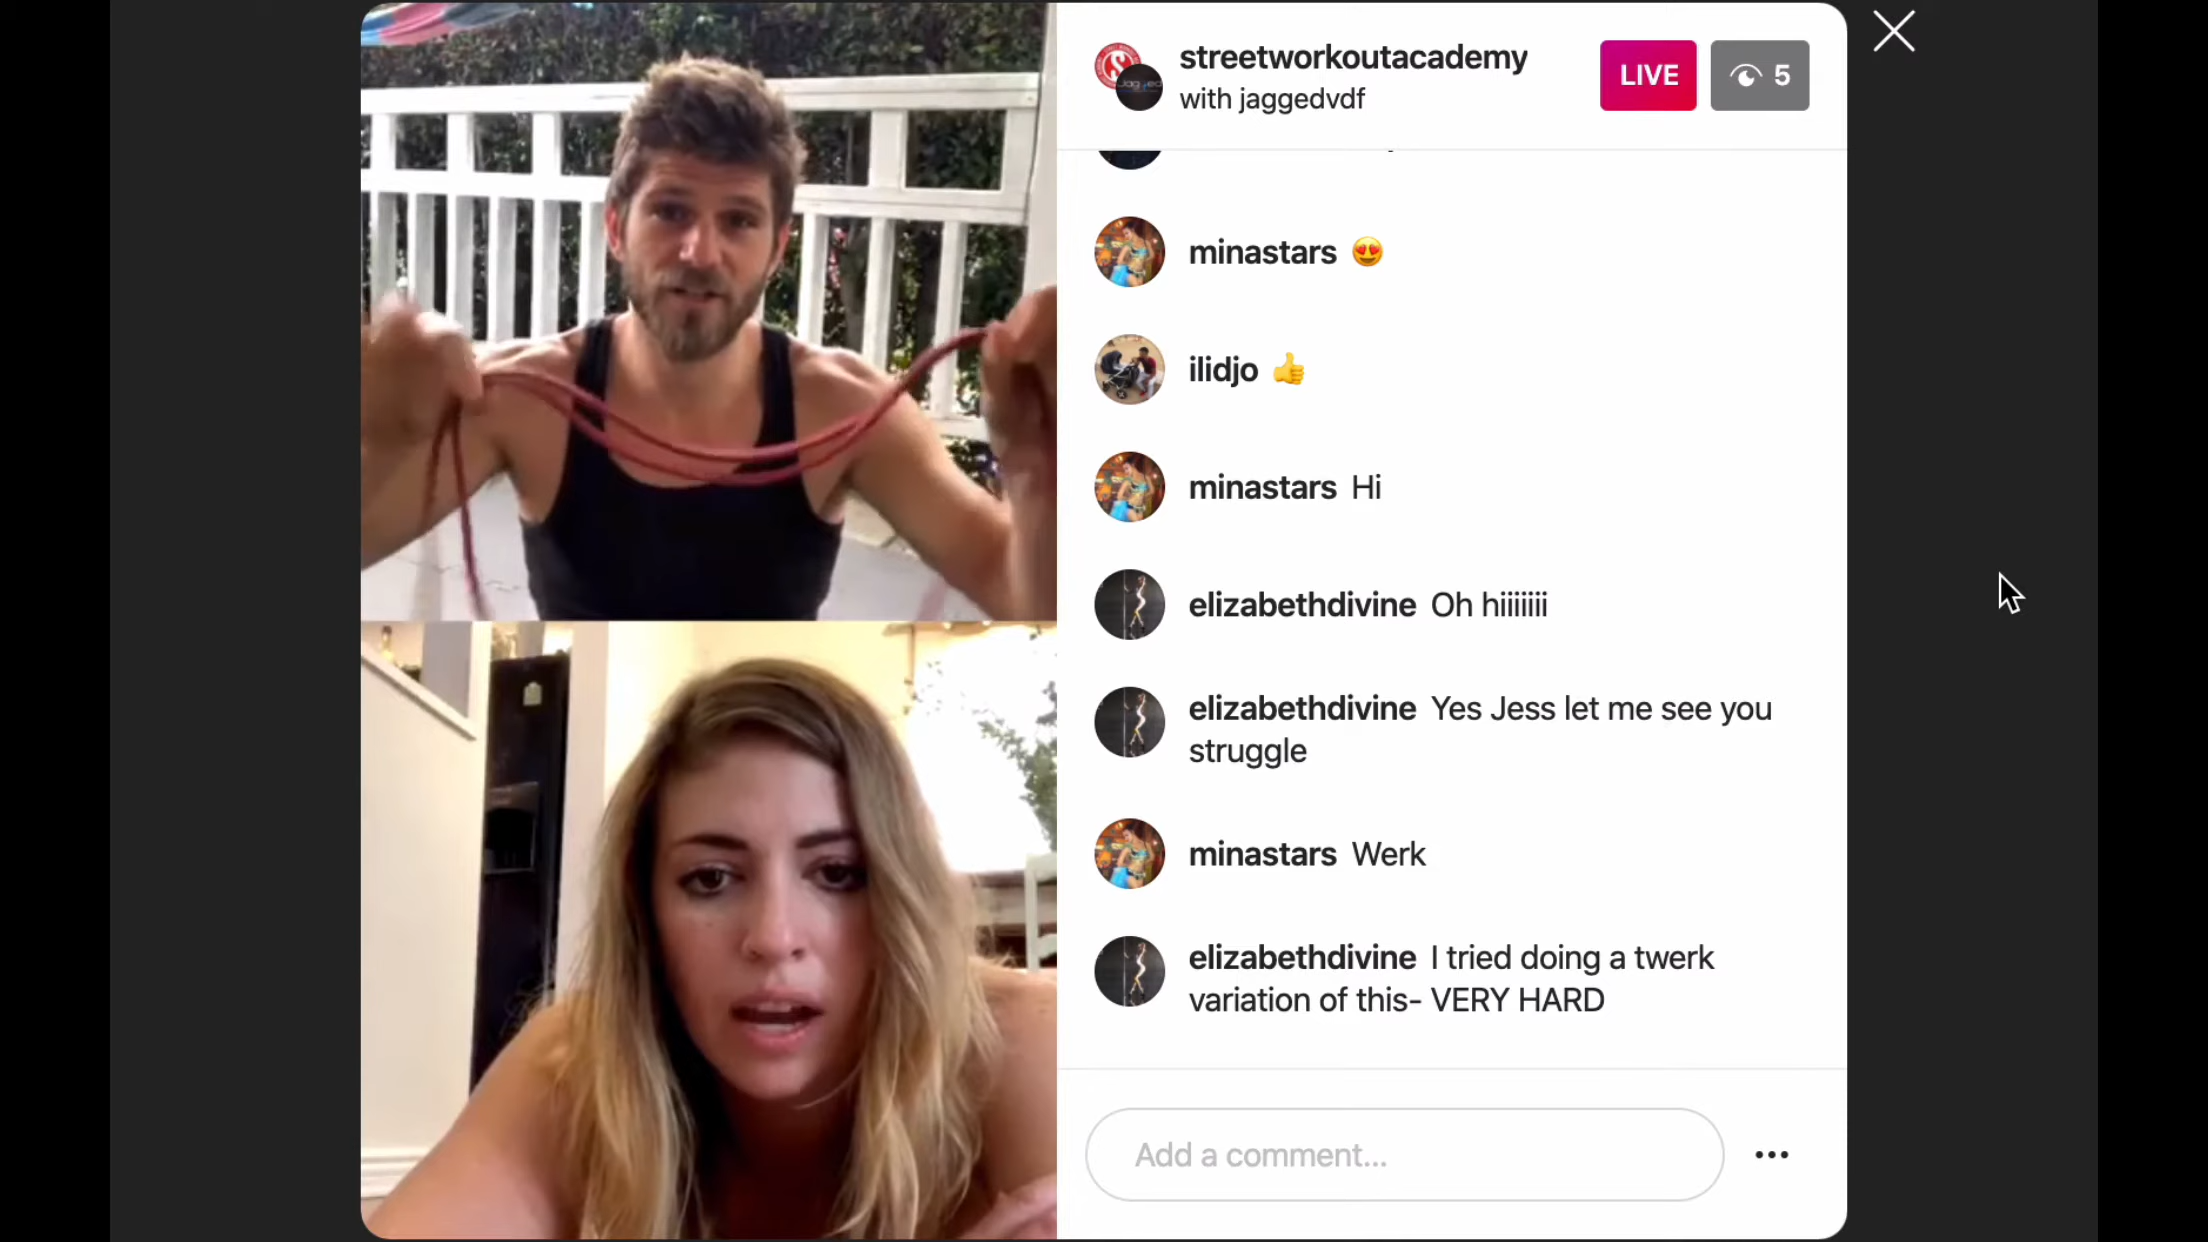 streetworkoutacademy
with jaggedvdf
LIVE
5
minastars 😍
ilidjo 👍
minastars Hi
elizabethdivine Oh hiiiiiii
elizabethdivine Yes Jess let me see you
struggle
minastars Werk
elizabethdivine I tried doing a twerk
variation of this- VERY HARD
Add a comment...